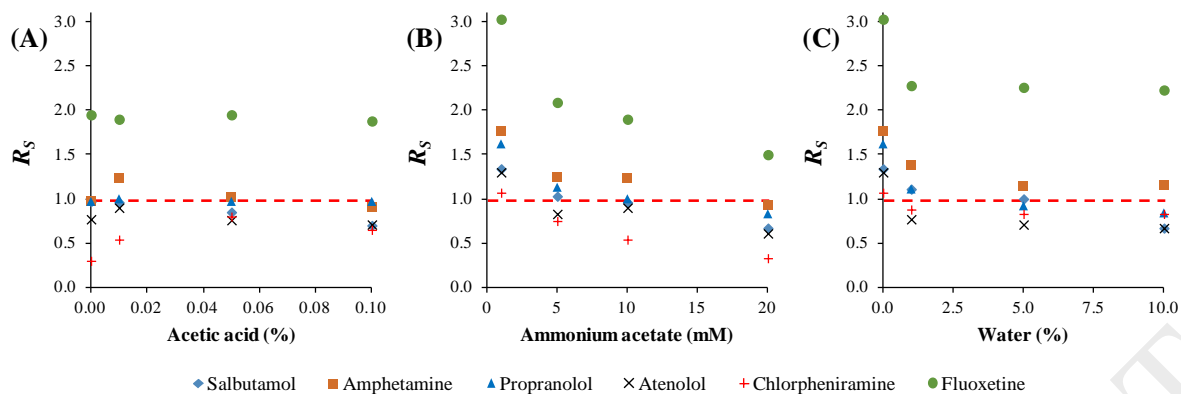 (A)
3.0
2.5
2.0
1.5
1.0
0.5
0.0
RS
0.00 0.02 0.04 0.06 0.08 0.10
Acetic acid (%)
(B)
3.0
2.5
2.0
1.5
1.0
0.5
0.0
RS
0 5 10 15 20
Ammonium acetate (mM)
(C)
3.0
2.5
2.0
1.5
1.0
0.5
0.0
RS
0.0 2.5 5.0 7.5 10.0
Water (%)
Salbutamol Amphetamine Propranolol Atenolol Chlorpheniramine Fluoxetine
T